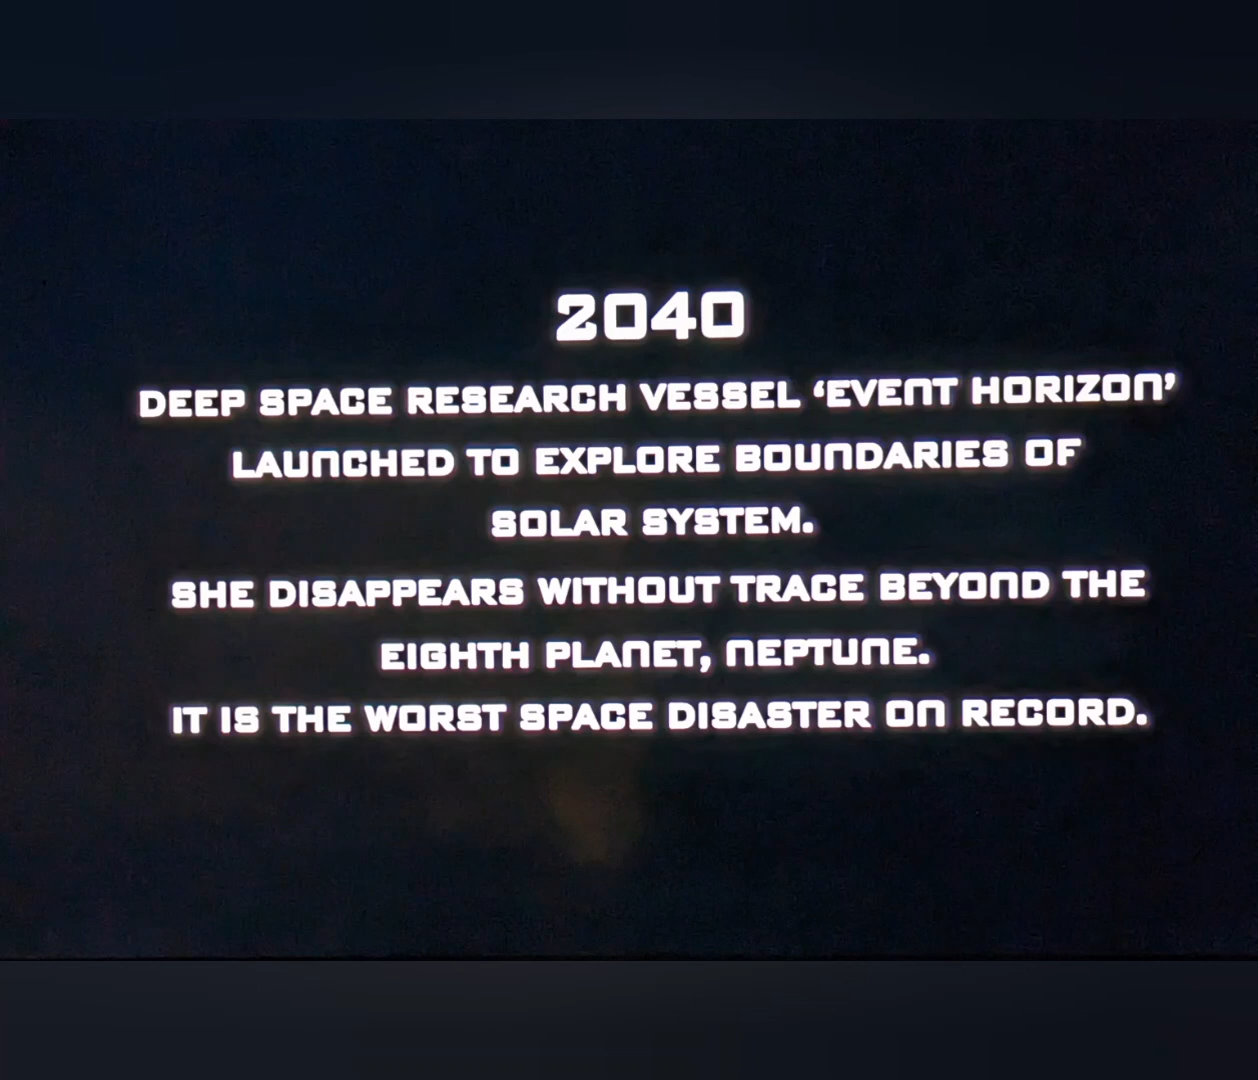 2040
DEEP SPACE RESEARCH VESSEL ‘EVENT HORIZON’
LAUNCHED TO EXPLORE BOUNDARIES OF
SOLAR SYSTEM.
SHE DISAPPEARS WITHOUT TRACE BEYOND THE
EIGHTH PLANET, NEPTUNE.
IT IS THE WORST SPACE DISASTER ON RECORD.